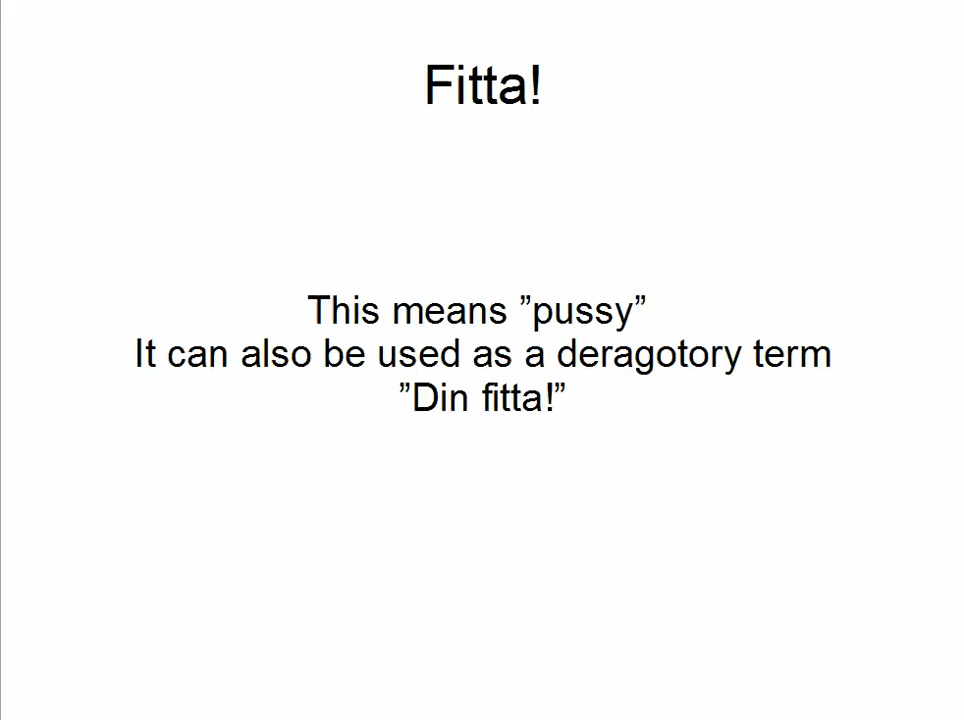 Fitta!
This means ”pussy”
It can also be used as a deragotory term
”Din fitta!”